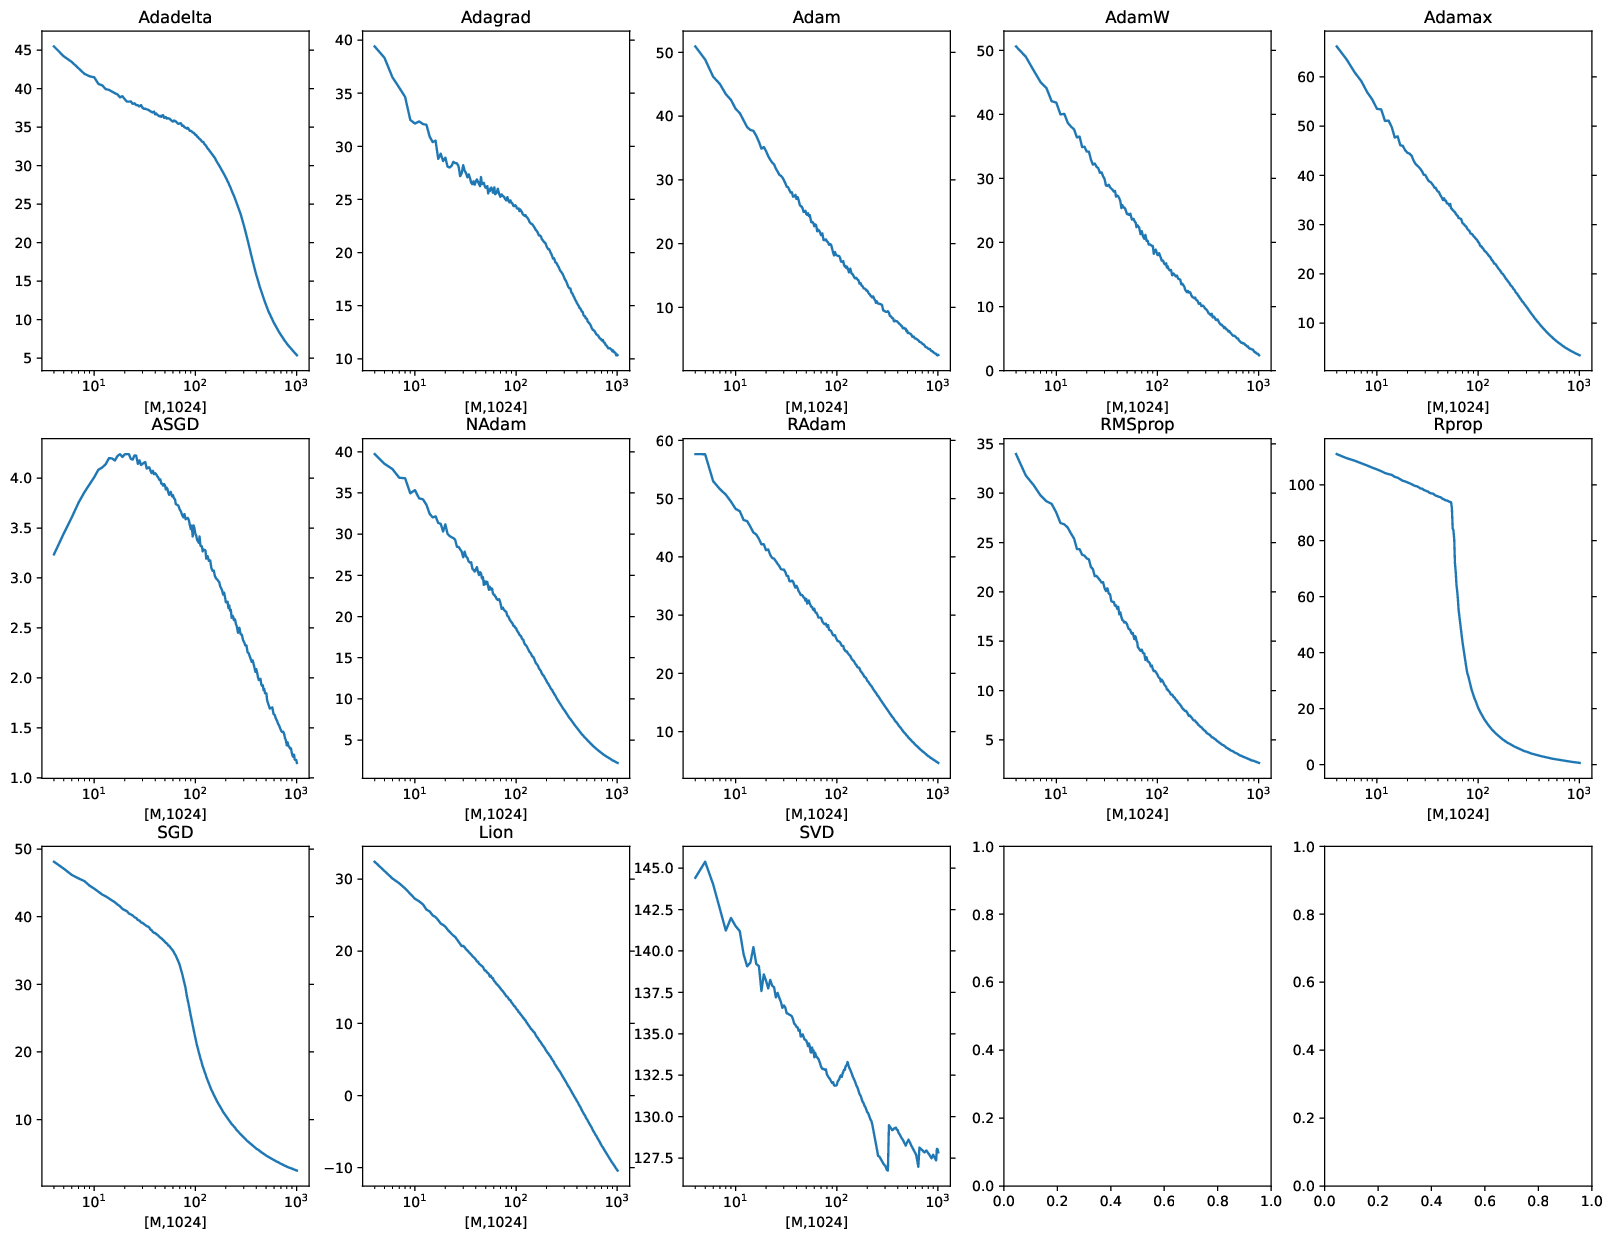 Adadelta Adagrad Adam AdamW Adamax
45 40 35 30 25 20 15 10 5
40 35 30 25 20 15 10
50 40 30 20 10
50 40 30 20 10 0
60 50 40 30 20 10
10¹ 10² 10³ 10¹ 10² 10³ 10¹ 10² 10³ 10¹ 10² 10³ 10¹ 10² 10³
[M,1024] [M,1024] [M,1024] [M,1024] [M,1024]
ASGD NAdam RAdam RMSprop Rprop
4.0 3.5 3.0 2.5 2.0 1.5 1.0
40 35 30 25 20 15 10 5
60 50 40 30 20 10
35 30 25 20 15 10 5
100 80 60 40 20 0
10¹ 10² 10³ 10¹ 10² 10³ 10¹ 10² 10³ 10¹ 10² 10³ 10¹ 10² 10³
[M,1024] [M,1024] [M,1024] [M,1024] [M,1024]
SGD Lion SVD
50 40 30 20 10
30 20 10 0 −10
145.0 142.5 140.0 137.5 135.0 132.5 130.0 127.5
1.0 0.8 0.6 0.4 0.2 0.0
1.0 0.8 0.6 0.4 0.2 0.0
10¹ 10² 10³ 10¹ 10² 10³ 10¹ 10² 10³ 0.0 0.2 0.4 0.6 0.8 1.0 0.0 0.2 0.4 0.6 0.8 1.0
[M,1024] [M,1024] [M,1024]